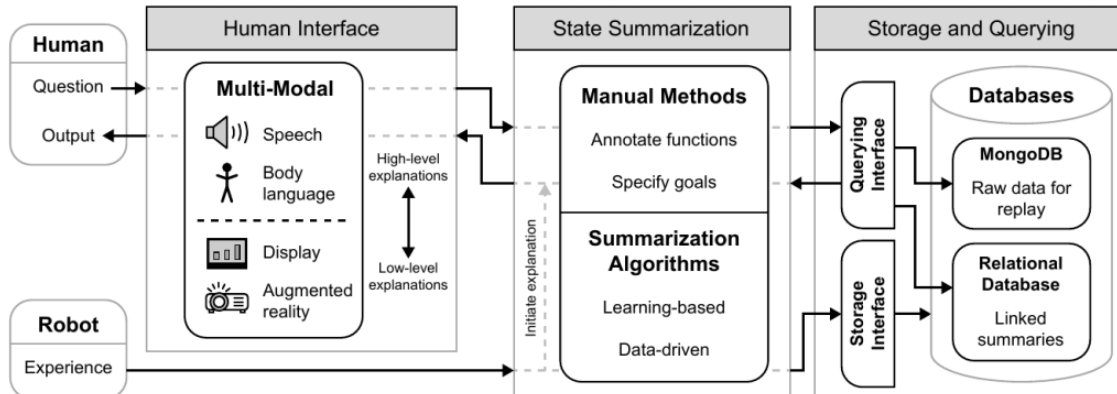 Human
Question
Output
Human Interface
Multi-Modal
Speech
Body
language
Display
Augmented
reality
High-level
explanations
Low-level
explanations
Robot
Experience
State Summarization
Initiate explanation
Manual Methods
Annotate functions
Specify goals
Summarization
Algorithms
Learning-based
Data-driven
Storage and Querying
Querying
Interface
Storage
Interface
Databases
MongoDB
Raw data for
replay
Relational
Database
Linked
summaries